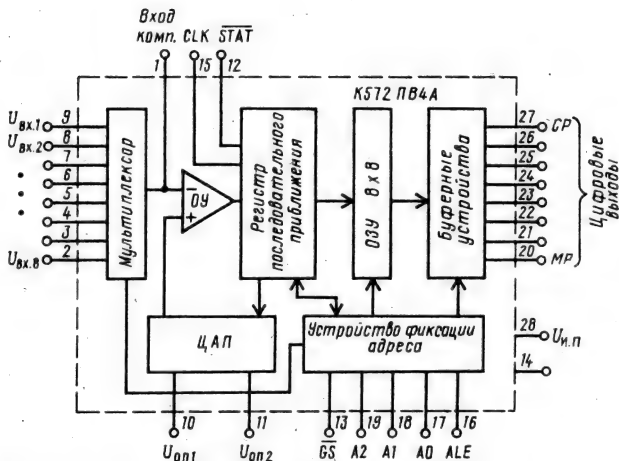 Вход
комп. CLK STAT
1 15 12
К572 ПВ4А
Uвх.1 9
Uвх.2 8
7
6
5
4
3
Uвх.8 2
Мультиплексор
ОУ
Регистр
последовательного
приближения
ОЗУ 8×8
Буферные
устройства
27 СР
26
25
24
23
22
21
20 МР
Цифровые
выходы
ЦАП
Устройство фиксации
адреса
28 Uи.п
14
10 11 13 19 18 17 16
Uоп1 Uоп2 GS A2 A1 A0 ALE